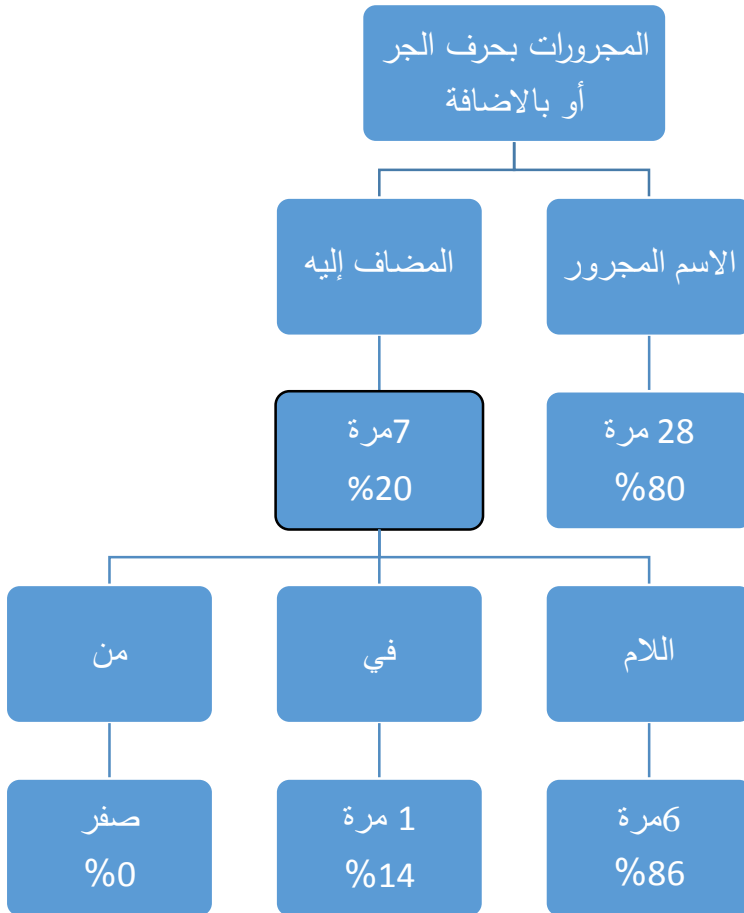 المجرورات بحرف الجر
أو بالاضافة
الاسم المجرور
المضاف إليه
28 مرة
%80
7مرة
%20
اللام
في
من
6مرة
%86
1 مرة
%14
صفر
%0